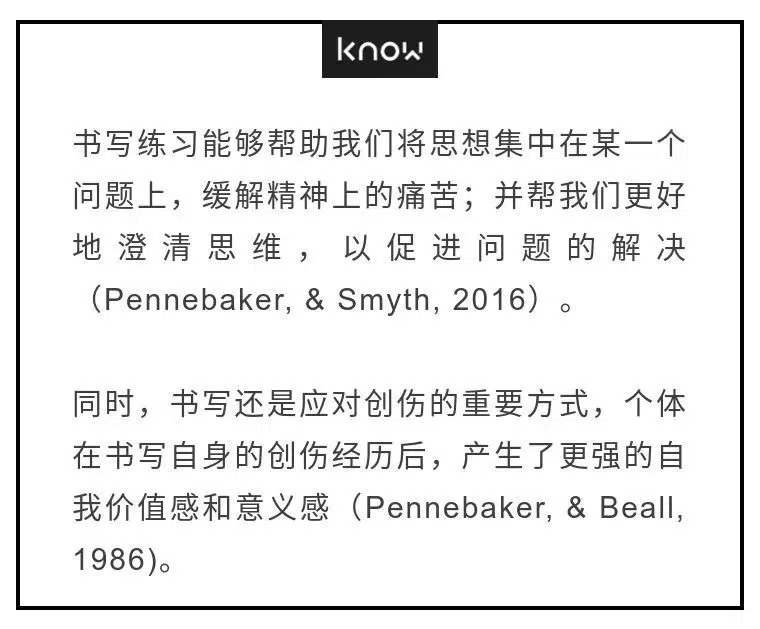 know
书写练习能够帮助我们将思想集中在某一个
问题上，缓解精神上的痛苦；并帮我们更好
地澄清思维，以促进问题的解决
（Pennebaker, & Smyth, 2016）。
同时，书写还是应对创伤的重要方式，个体
在书写自身的创伤经历后，产生了更强的自
我价值感和意义感（Pennebaker, & Beall,
1986)。